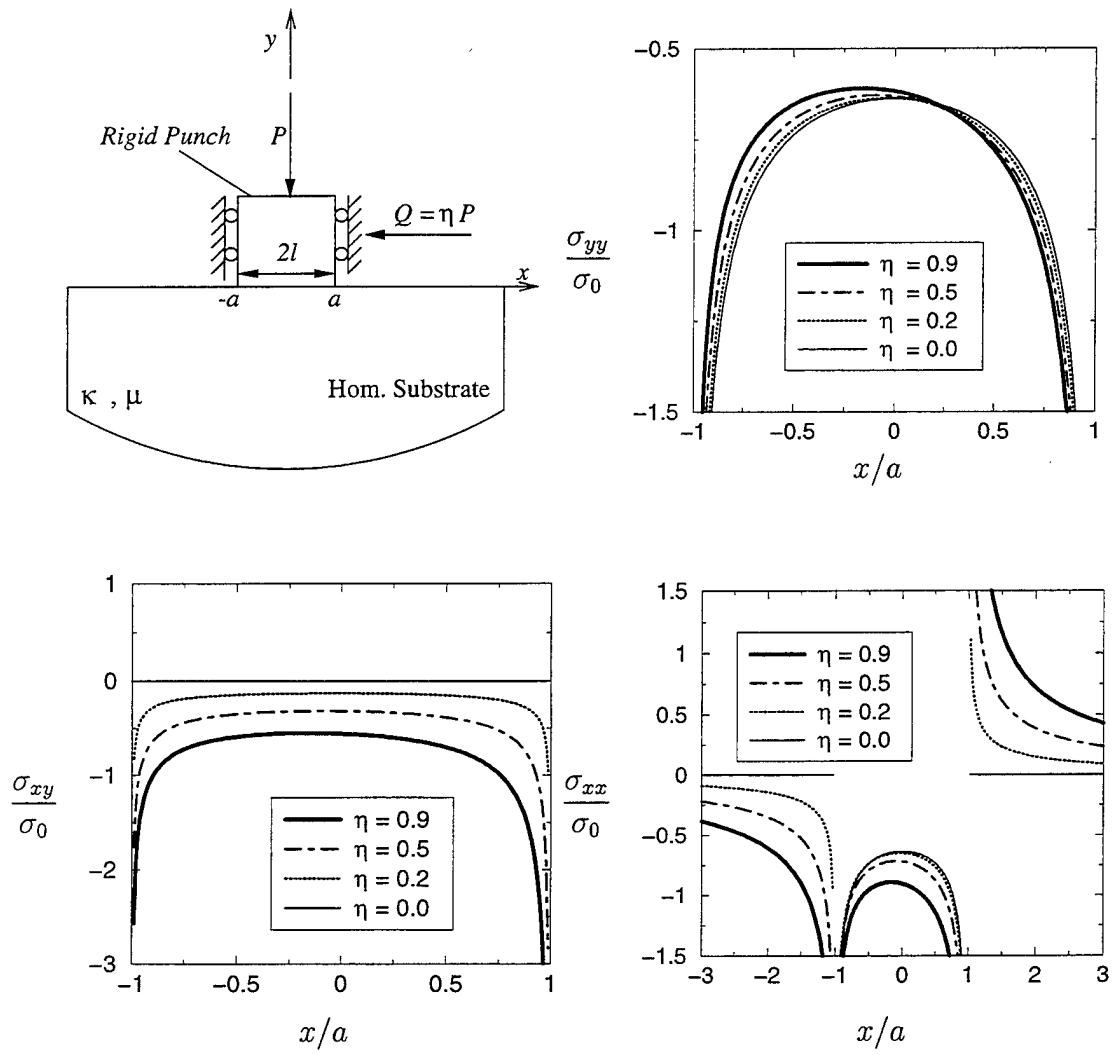 y
Rigid Punch
P
Q = η P
2l
x
-a
a
κ , μ
Hom. Substrate
σyy
σ0
-0.5
-1
-1.5
η = 0.9
η = 0.5
η = 0.2
η = 0.0
-1
-0.5
0
0.5
1
x/a
σxy
σ0
1
0
-1
-2
-3
η = 0.9
η = 0.5
η = 0.2
η = 0.0
-1
-0.5
0
0.5
1
x/a
σxx
σ0
1.5
1
0.5
0
-0.5
-1
-1.5
η = 0.9
η = 0.5
η = 0.2
η = 0.0
-3
-2
-1
0
1
2
3
x/a